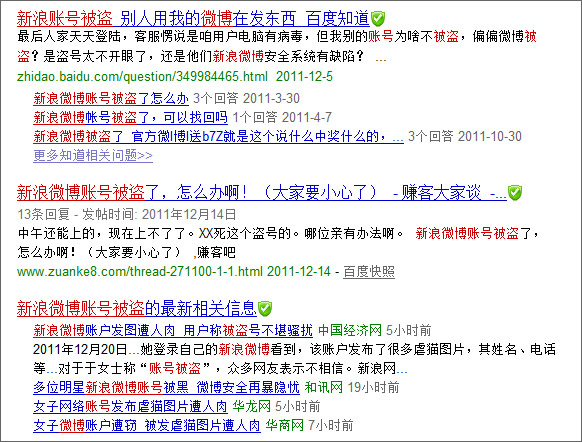 新浪账号被盗 别人用我的微博在发东西_百度知道
最后人家天天登陆，客服愣说是咱用户电脑有病毒，但我别的账号为啥不被盗，偏偏微博被
盗？是盗号太不开眼了，还是他们新浪微博安全系统有缺陷？ ...
zhidao.baidu.com/question/349984465.html 2011-12-5
新浪微博账号被盗了怎么办 3个回答 2011-3-30
新浪微博帐号被盗了，可以找回吗 1个回答 2011-4-7
新浪微博被盗了 官方微l博l送b7Z就是这个说什么中奖什么的，... 3个回答 2011-10-30
更多知道相关问题>>
新浪微博账号被盗了，怎么办啊！（大家要小心了） - 赚客大家谈 -...
13条回复 - 发帖时间: 2011年12月14日
中午还能上的，现在上不了了。XX死这个盗号的。哪位亲有办法啊。 新浪微博账号被盗了，
怎么办啊！（大家要小心了） ,赚客吧
www.zuanke8.com/thread-271100-1-1.html 2011-12-14 - 百度快照
新浪微博账号被盗的最新相关信息
新浪微博账户发图遭人肉 用户称被盗号不堪骚扰 中国经济网 5小时前
2011年12月20日...她登录自己的新浪微博看到，该账户发布了很多虐猫图片，其姓名、电话
等...对于于女士称“账号被盗”，众多网友表示不相信。新浪网...
多位明星新浪微博账号被黑 微博安全再暴隐忧 和讯网 19小时前
女子网络账号发布虐猫图片遭人肉 华龙网 5小时前
女子微博账户遭窃 被发虐猫图片遭人肉 华商网 7小时前